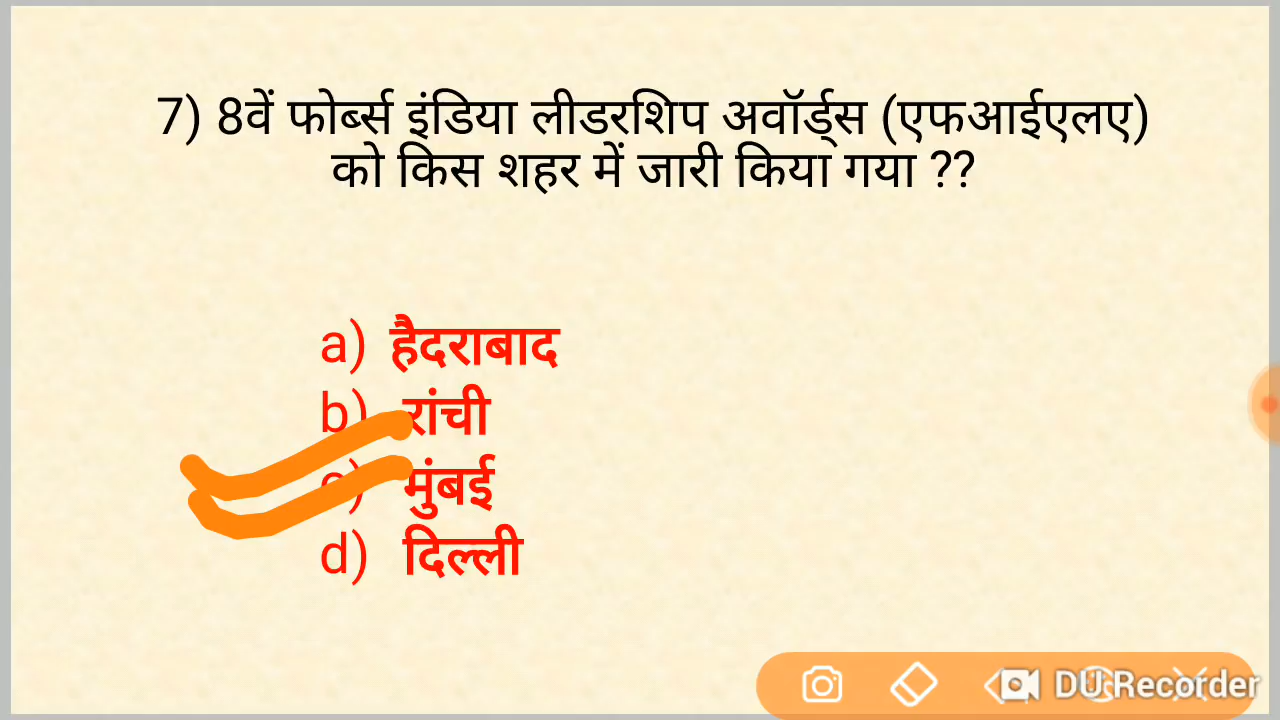 7) 8वें फोर्ब्स इंडिया लीडरशिप अवॉर्ड्स (एफआईएलए)
को किस शहर में जारी किया गया ??
a) हैदराबाद
b) रांची
c) मुंबई
d) दिल्ली
DU Recorder